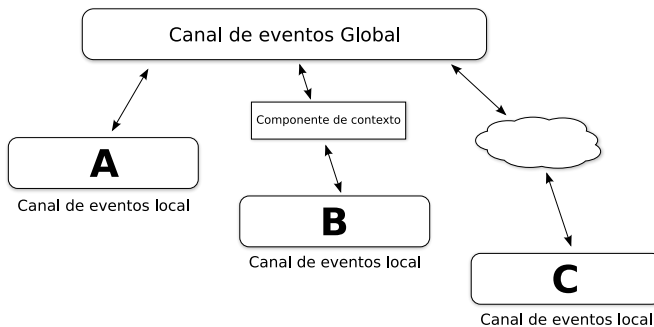 Canal de eventos Global
Componente de contexto
A
Canal de eventos local
B
Canal de eventos local
C
Canal de eventos local